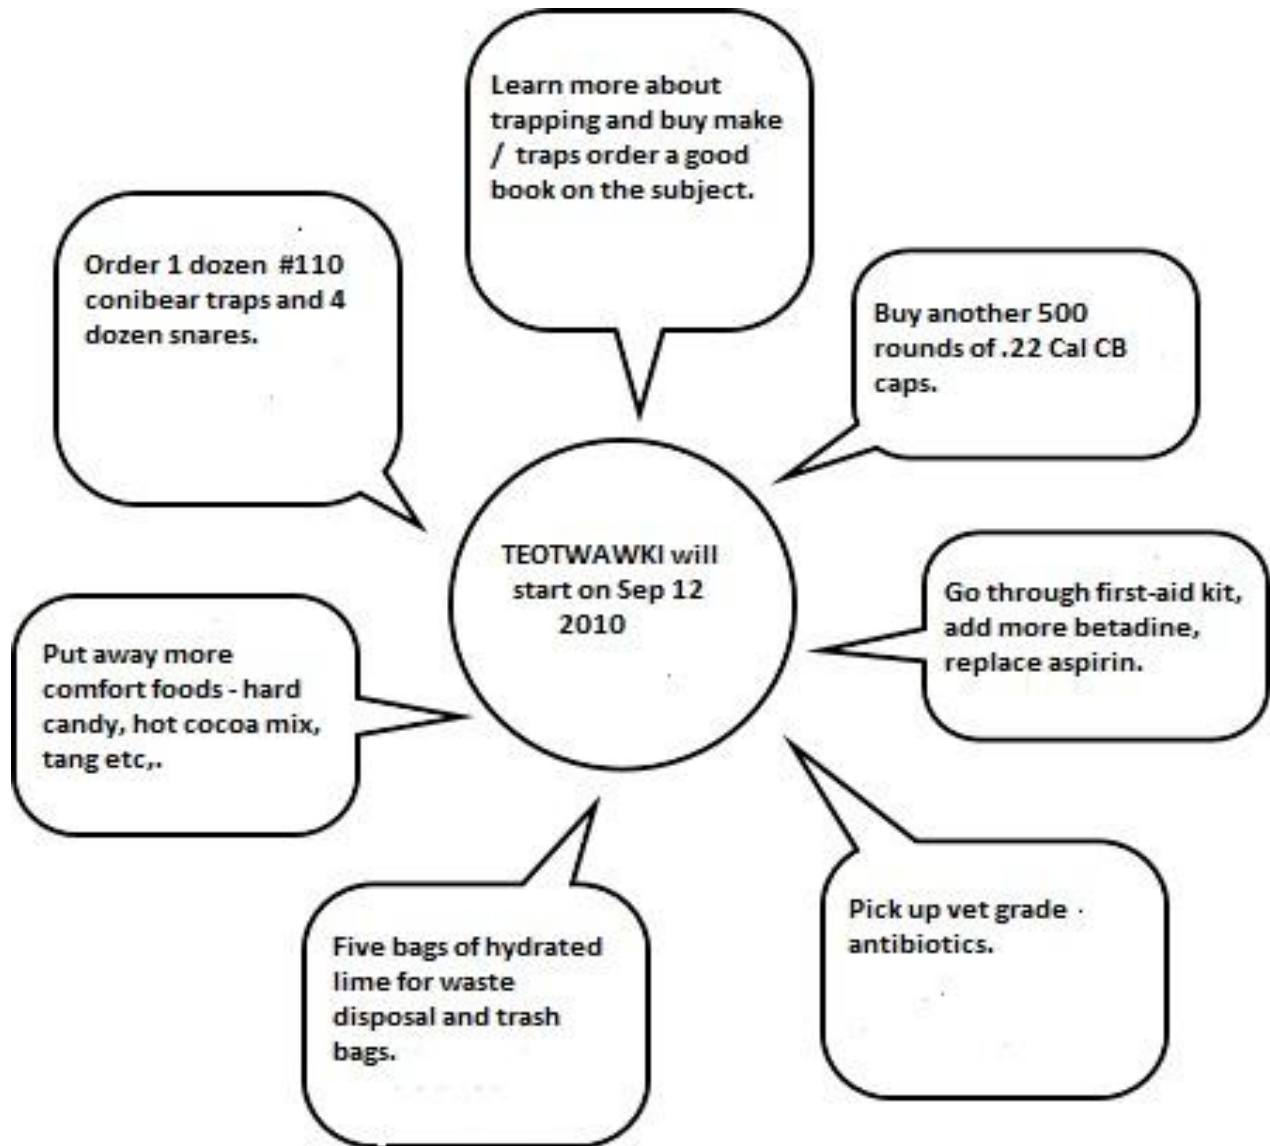 Learn more about
trapping and buy make
/ traps order a good
book on the subject.
Order 1 dozen #110
conibear traps and 4
dozen snares.
Buy another 500
rounds of .22 Cal CB
caps.
TEOTWAWKI will
start on Sep 12
2010
Go through first-aid kit,
add more betadine,
replace aspirin.
Put away more
comfort foods - hard
candy, hot cocoa mix,
tang etc,.
Pick up vet grade
antibiotics.
Five bags of hydrated
lime for waste
disposal and trash
bags.